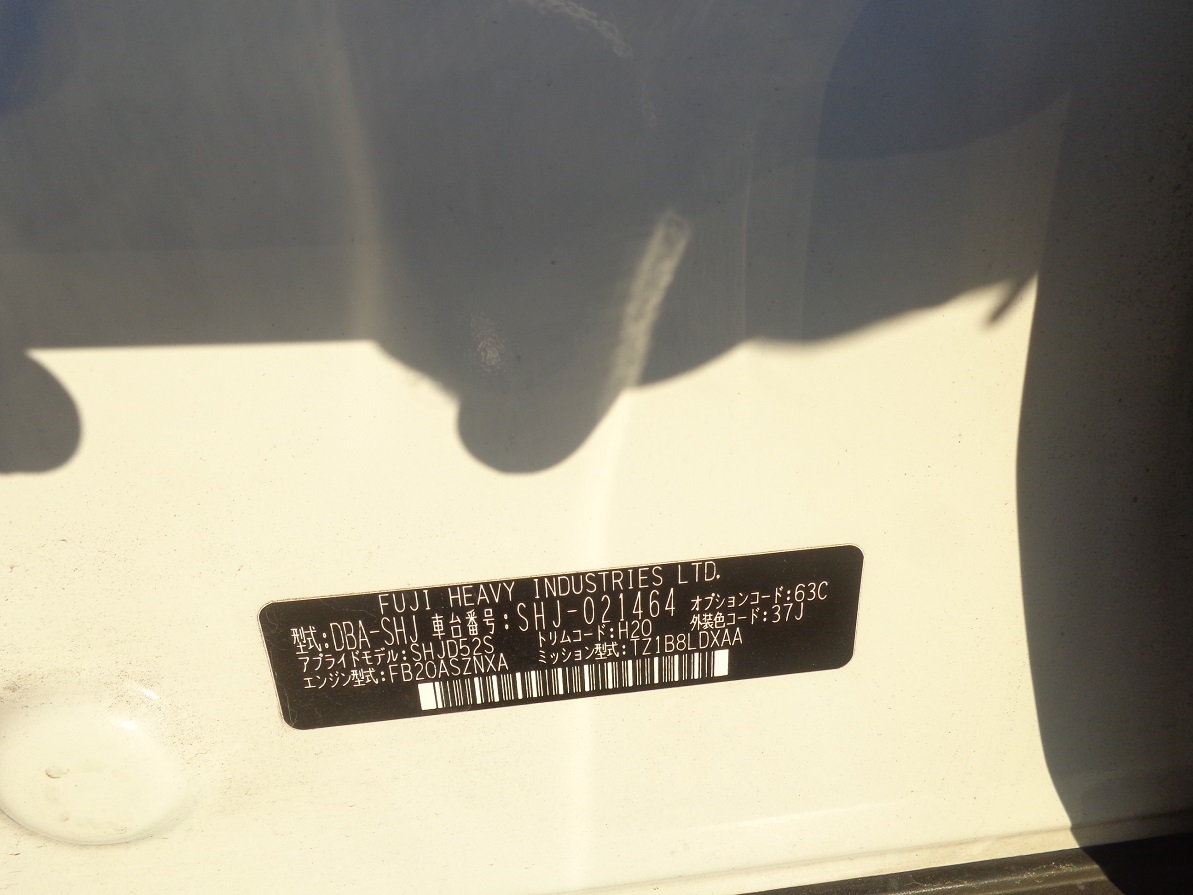 FUJI HEAVY INDUSTRIES LTD.
型式:DBA-SHJ 車台番号:SHJ-021464 オプションコード:63C
アプライドモデル:SHJD52S トリムコード:H20 外装色コード:37J
エンジン型式:FB20ASZNXA ミッション型式:TZ1B8LDXAA